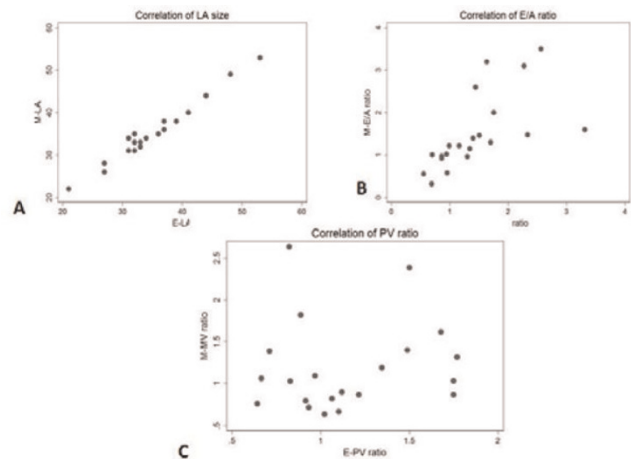 Correlation of LA size
M-LA
60
50
40
30
20
20
30
40
50
60
E-LA
A
Correlation of E/A ratio
M-E/A ratio
4
3
2
1
0
0
1
2
3
4
ratio
B
Correlation of PV ratio
M-MV ratio
2.5
2
1.5
1
.5
.5
1
1.5
2
E-PV ratio
C